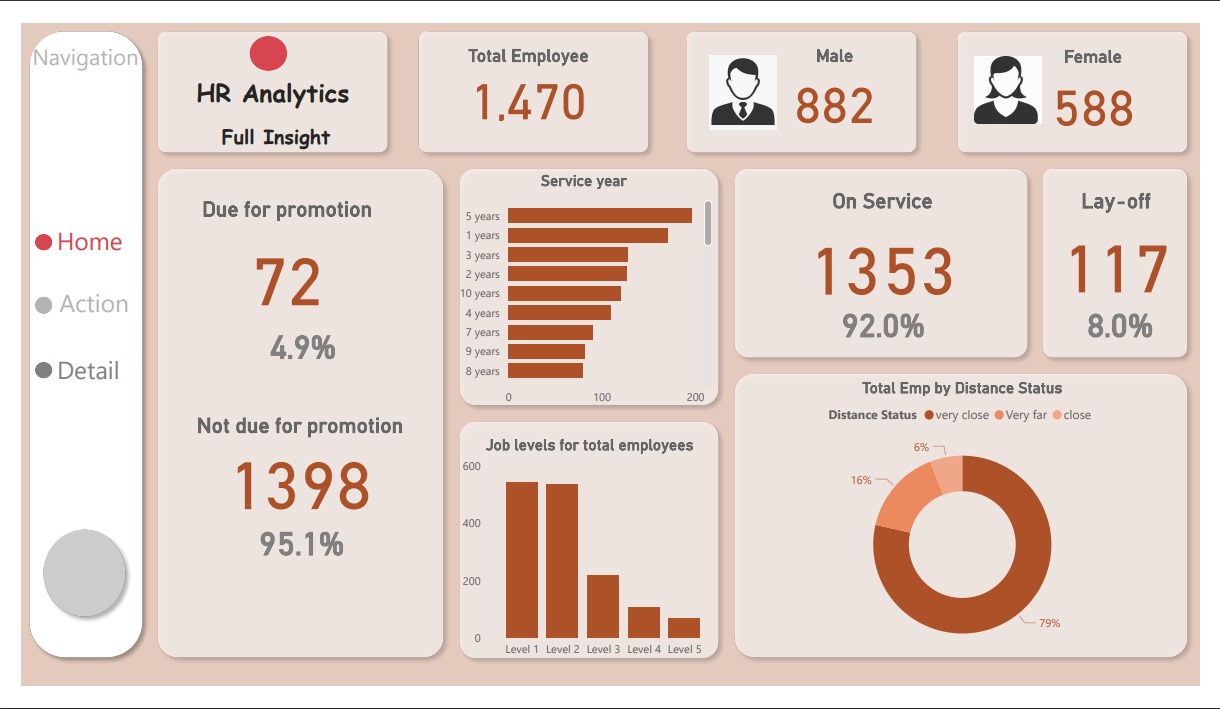 Navigation
Home
Action
Detail
HR Analytics
Full Insight
Total Employee
1,470
Male
882
Female
588
Due for promotion
72
4.9%
Not due for promotion
1398
95.1%
Service year
5 years
1 years
3 years
2 years
10 years
4 years
7 years
9 years
8 years
0 100 200
Job levels for total employees
600
400
200
0
Level 1 Level 2 Level 3 Level 4 Level 5
On Service
1353
92.0%
Lay-off
117
8.0%
Total Emp by Distance Status
Distance Status very close Very far close
6%
16%
79%